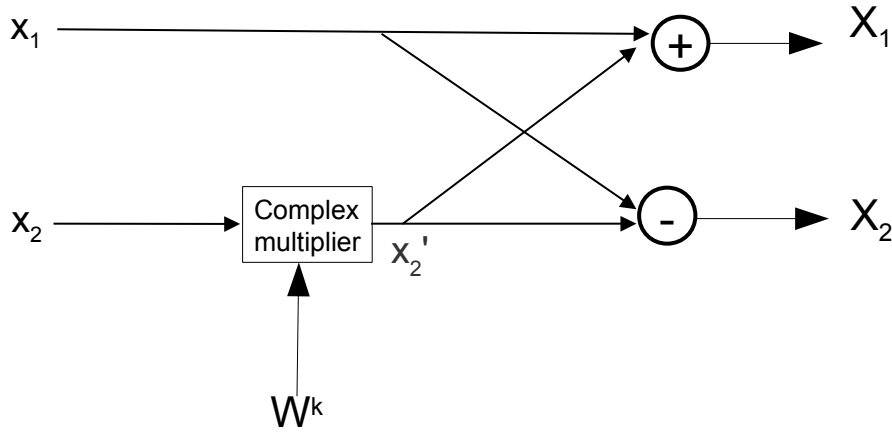 x₁
+
X₁
x₂
Complex
multiplier
x₂'
-
X₂
Wᵏ